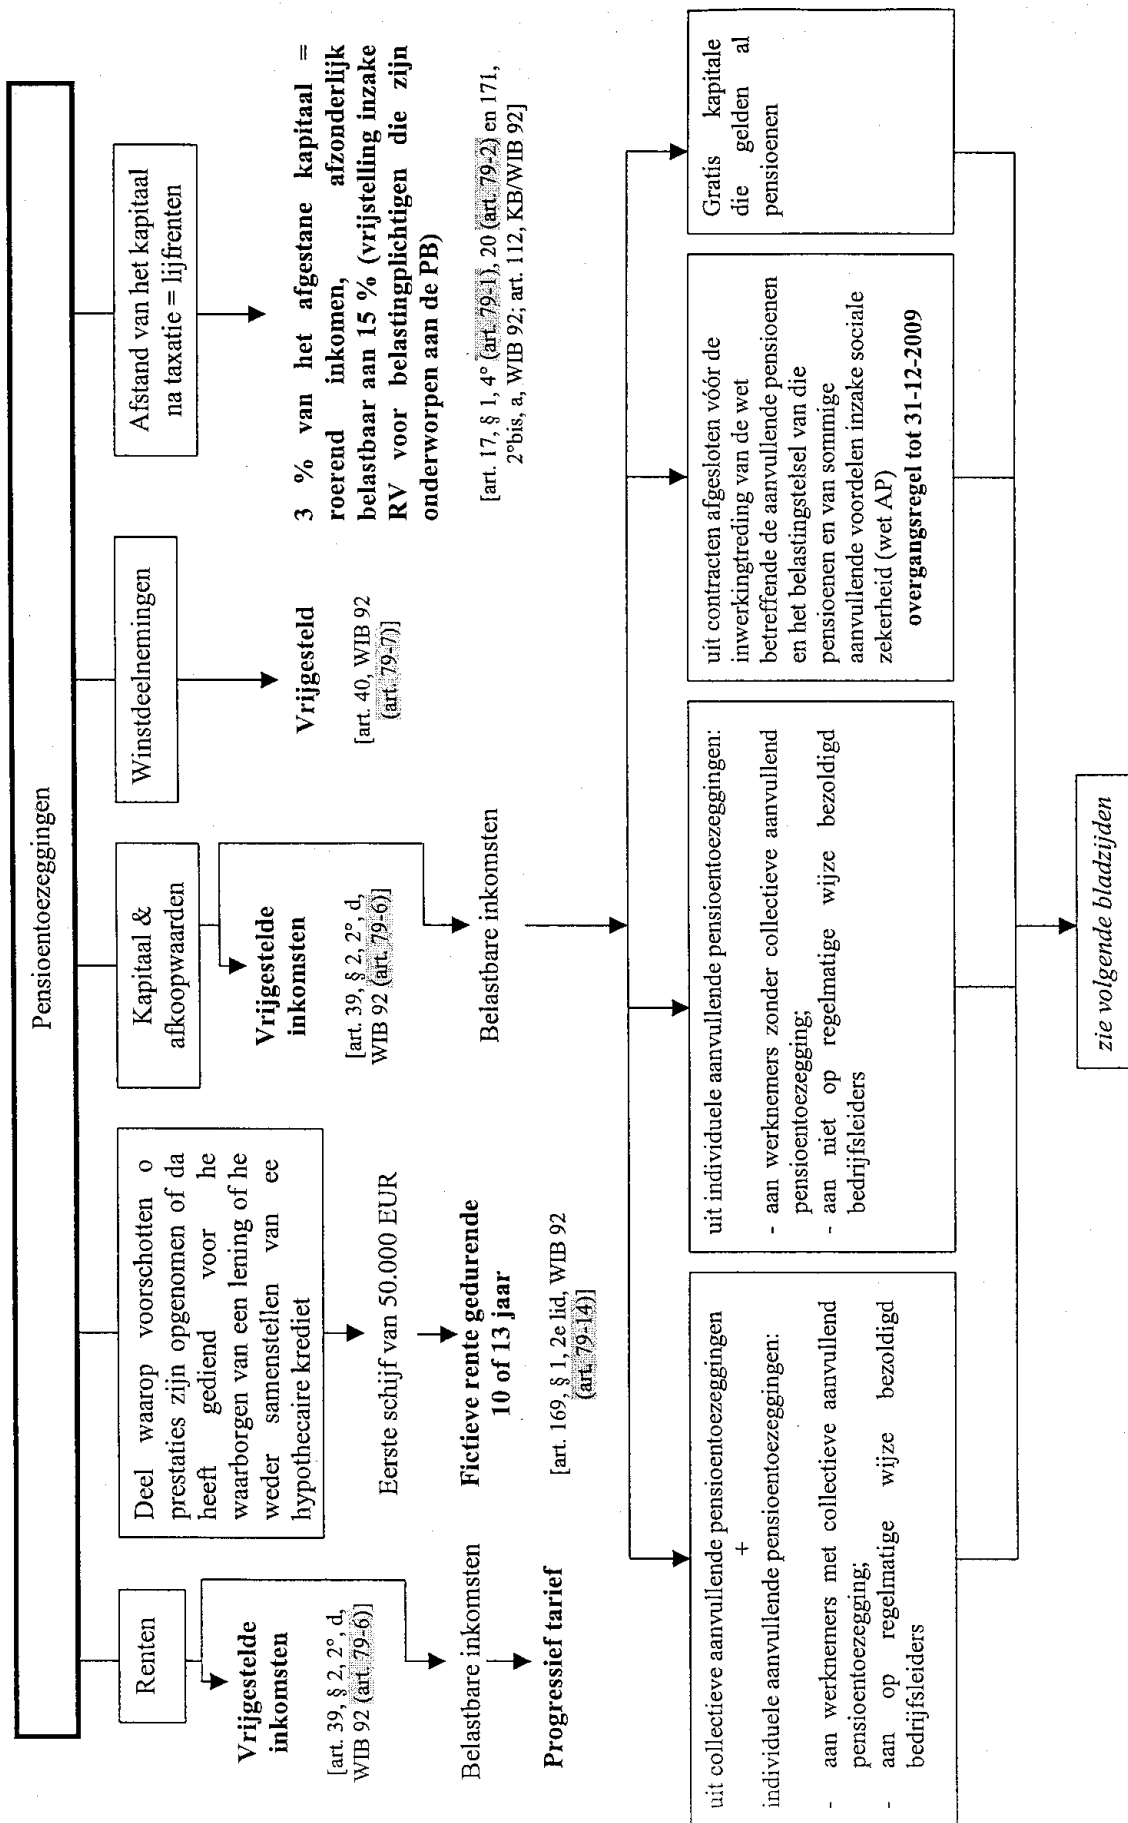 Pensioentoezeggingen
Renten
Vrijgestelde
inkomsten
[art. 39, § 2, 2°, d,
WIB 92 (art. 79-6)]
Belastbare inkomsten
Progressief tarief
Deel waarop voorschotten o
prestaties zijn opgenomen of da
heeft gediend voor he
waarborgen van een lening of he
weder samenstellen van ee
hypothecaire krediet
Eerste schijf van 50.000 EUR
Fictieve rente gedurende
10 of 13 jaar
[art. 169, § 1, 2e lid, WIB 92
(art. 79-14)]
Kapitaal &
afkoopwaarden
Vrijgestelde
inkomsten
[art. 39, § 2, 2°, d,
WIB 92 (art. 79-6)]
Belastbare inkomsten
Winstdeelnemingen
Vrijgesteld
[art. 40, WIB 92
(art. 79-7)]
Afstand van het kapitaal
na taxatie = lijfrenten
3 % van het afgestane kapitaal =
roerend inkomen, afzonderlijk
belastbaar aan 15 % (vrijstelling inzake
RV voor belastingplichtigen die zijn
onderworpen aan de PB)
[art. 17, § 1, 4° (art. 79-1), 20 (art. 79-2) en 171,
2°bis, a, WIB 92; art. 112, KB/WIB 92]
uit collectieve aanvullende pensioentoezeggingen
+
individuele aanvullende pensioentoezeggingen:
- aan werknemers met collectieve aanvullend
pensioentoezegging;
- aan op regelmatige wijze bezoldigd
bedrijfsleiders
uit individuele aanvullende pensioentoezeggingen:
- aan werknemers zonder collectieve aanvullend
pensioentoezegging;
- aan niet op regelmatige wijze bezoldigd
bedrijfsleiders
uit contracten afgesloten vóór de
inwerkingtreding van de wet
betreffende de aanvullende pensioenen
en het belastingstelsel van die
pensioenen en van sommige
aanvullende voordelen inzake sociale
zekerheid (wet AP)
overgangsregel tot 31-12-2009
Gratis kapitale
die gelden al
pensioenen
zie volgende bladzijden